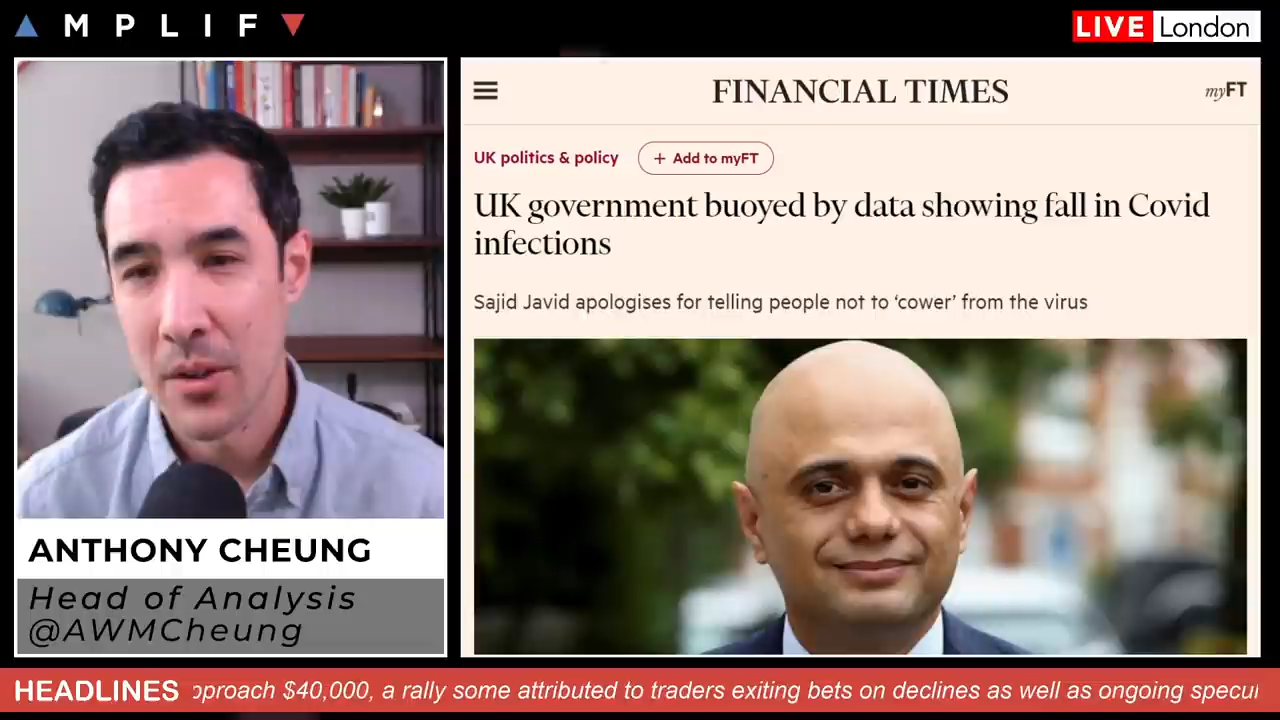 AMPLIFY
LIVE London
FINANCIAL TIMES
myFT
UK politics & policy
+ Add to myFT
UK government buoyed by data showing fall in Covid
infections
Sajid Javid apologises for telling people not to ‘cower’ from the virus
ANTHONY CHEUNG
Head of Analysis
@AWMCheung
HEADLINES pproach $40,000, a rally some attributed to traders exiting bets on declines as well as ongoing specul